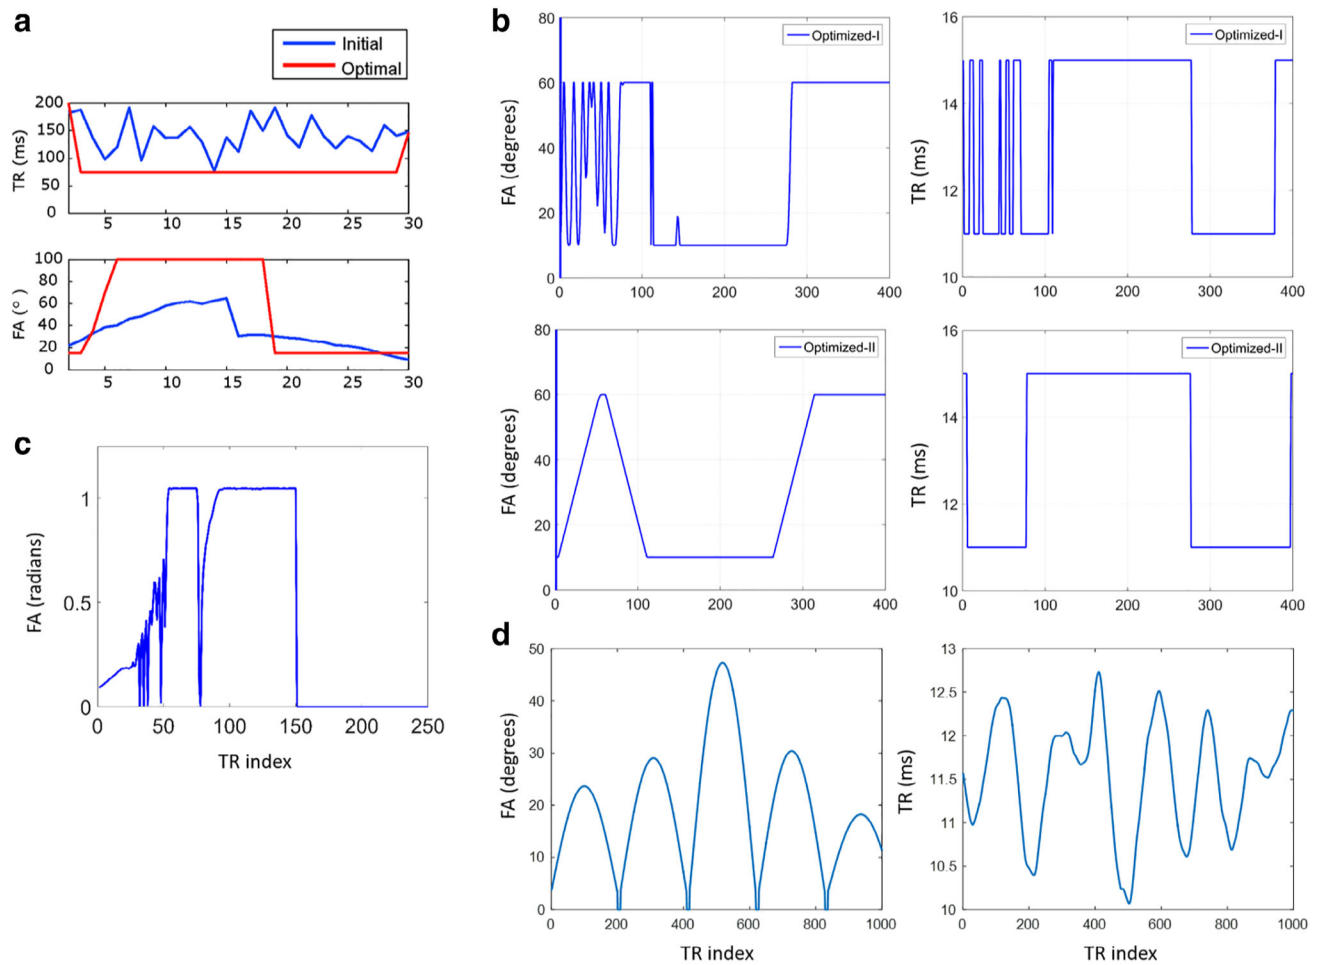 a
Initial
Optimal
TR (ms)
200
150
100
50
0
5 10 15 20 25 30
FA (° )
100
80
60
40
20
0
5 10 15 20 25 30
b
FA (degrees)
80
60
40
20
0
Optimized-I
0 100 200 300 400
TR (ms)
16
14
12
10
Optimized-I
0 100 200 300 400
FA (degrees)
80
60
40
20
0
Optimized-II
0 100 200 300 400
TR (ms)
16
14
12
10
Optimized-II
0 100 200 300 400
c
FA (radians)
1
0.5
0
0 50 100 150 200 250
TR index
d
FA (degrees)
50
40
30
20
10
0
0 200 400 600 800 1000
TR index
TR (ms)
13
12.5
12
11.5
11
10.5
10
0 200 400 600 800 1000
TR index